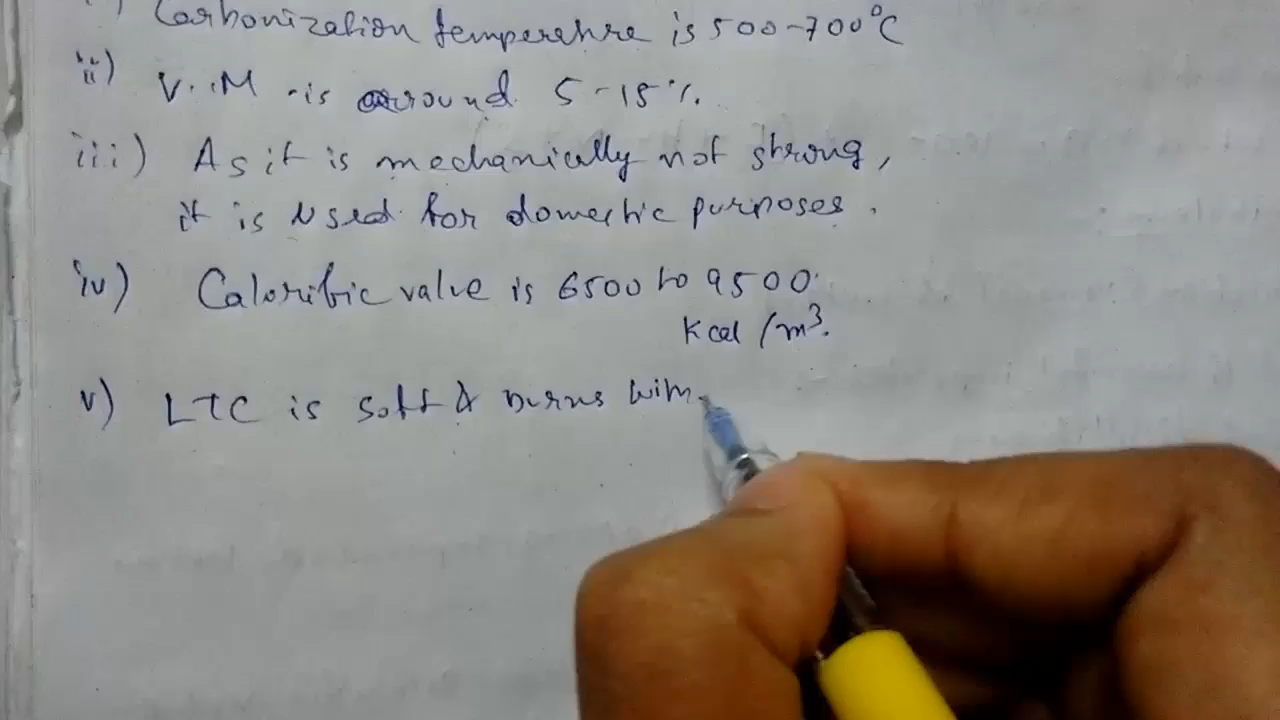 i) Carbonization temperature is 500-700°C
ii) V.M is around 5-15%.
iii) As it is mechanically not strong,
it is used for domestic purposes.
iv) Calorific value is 6500 to 9500
Kcal/m³.
v) LTC is soft & burns with